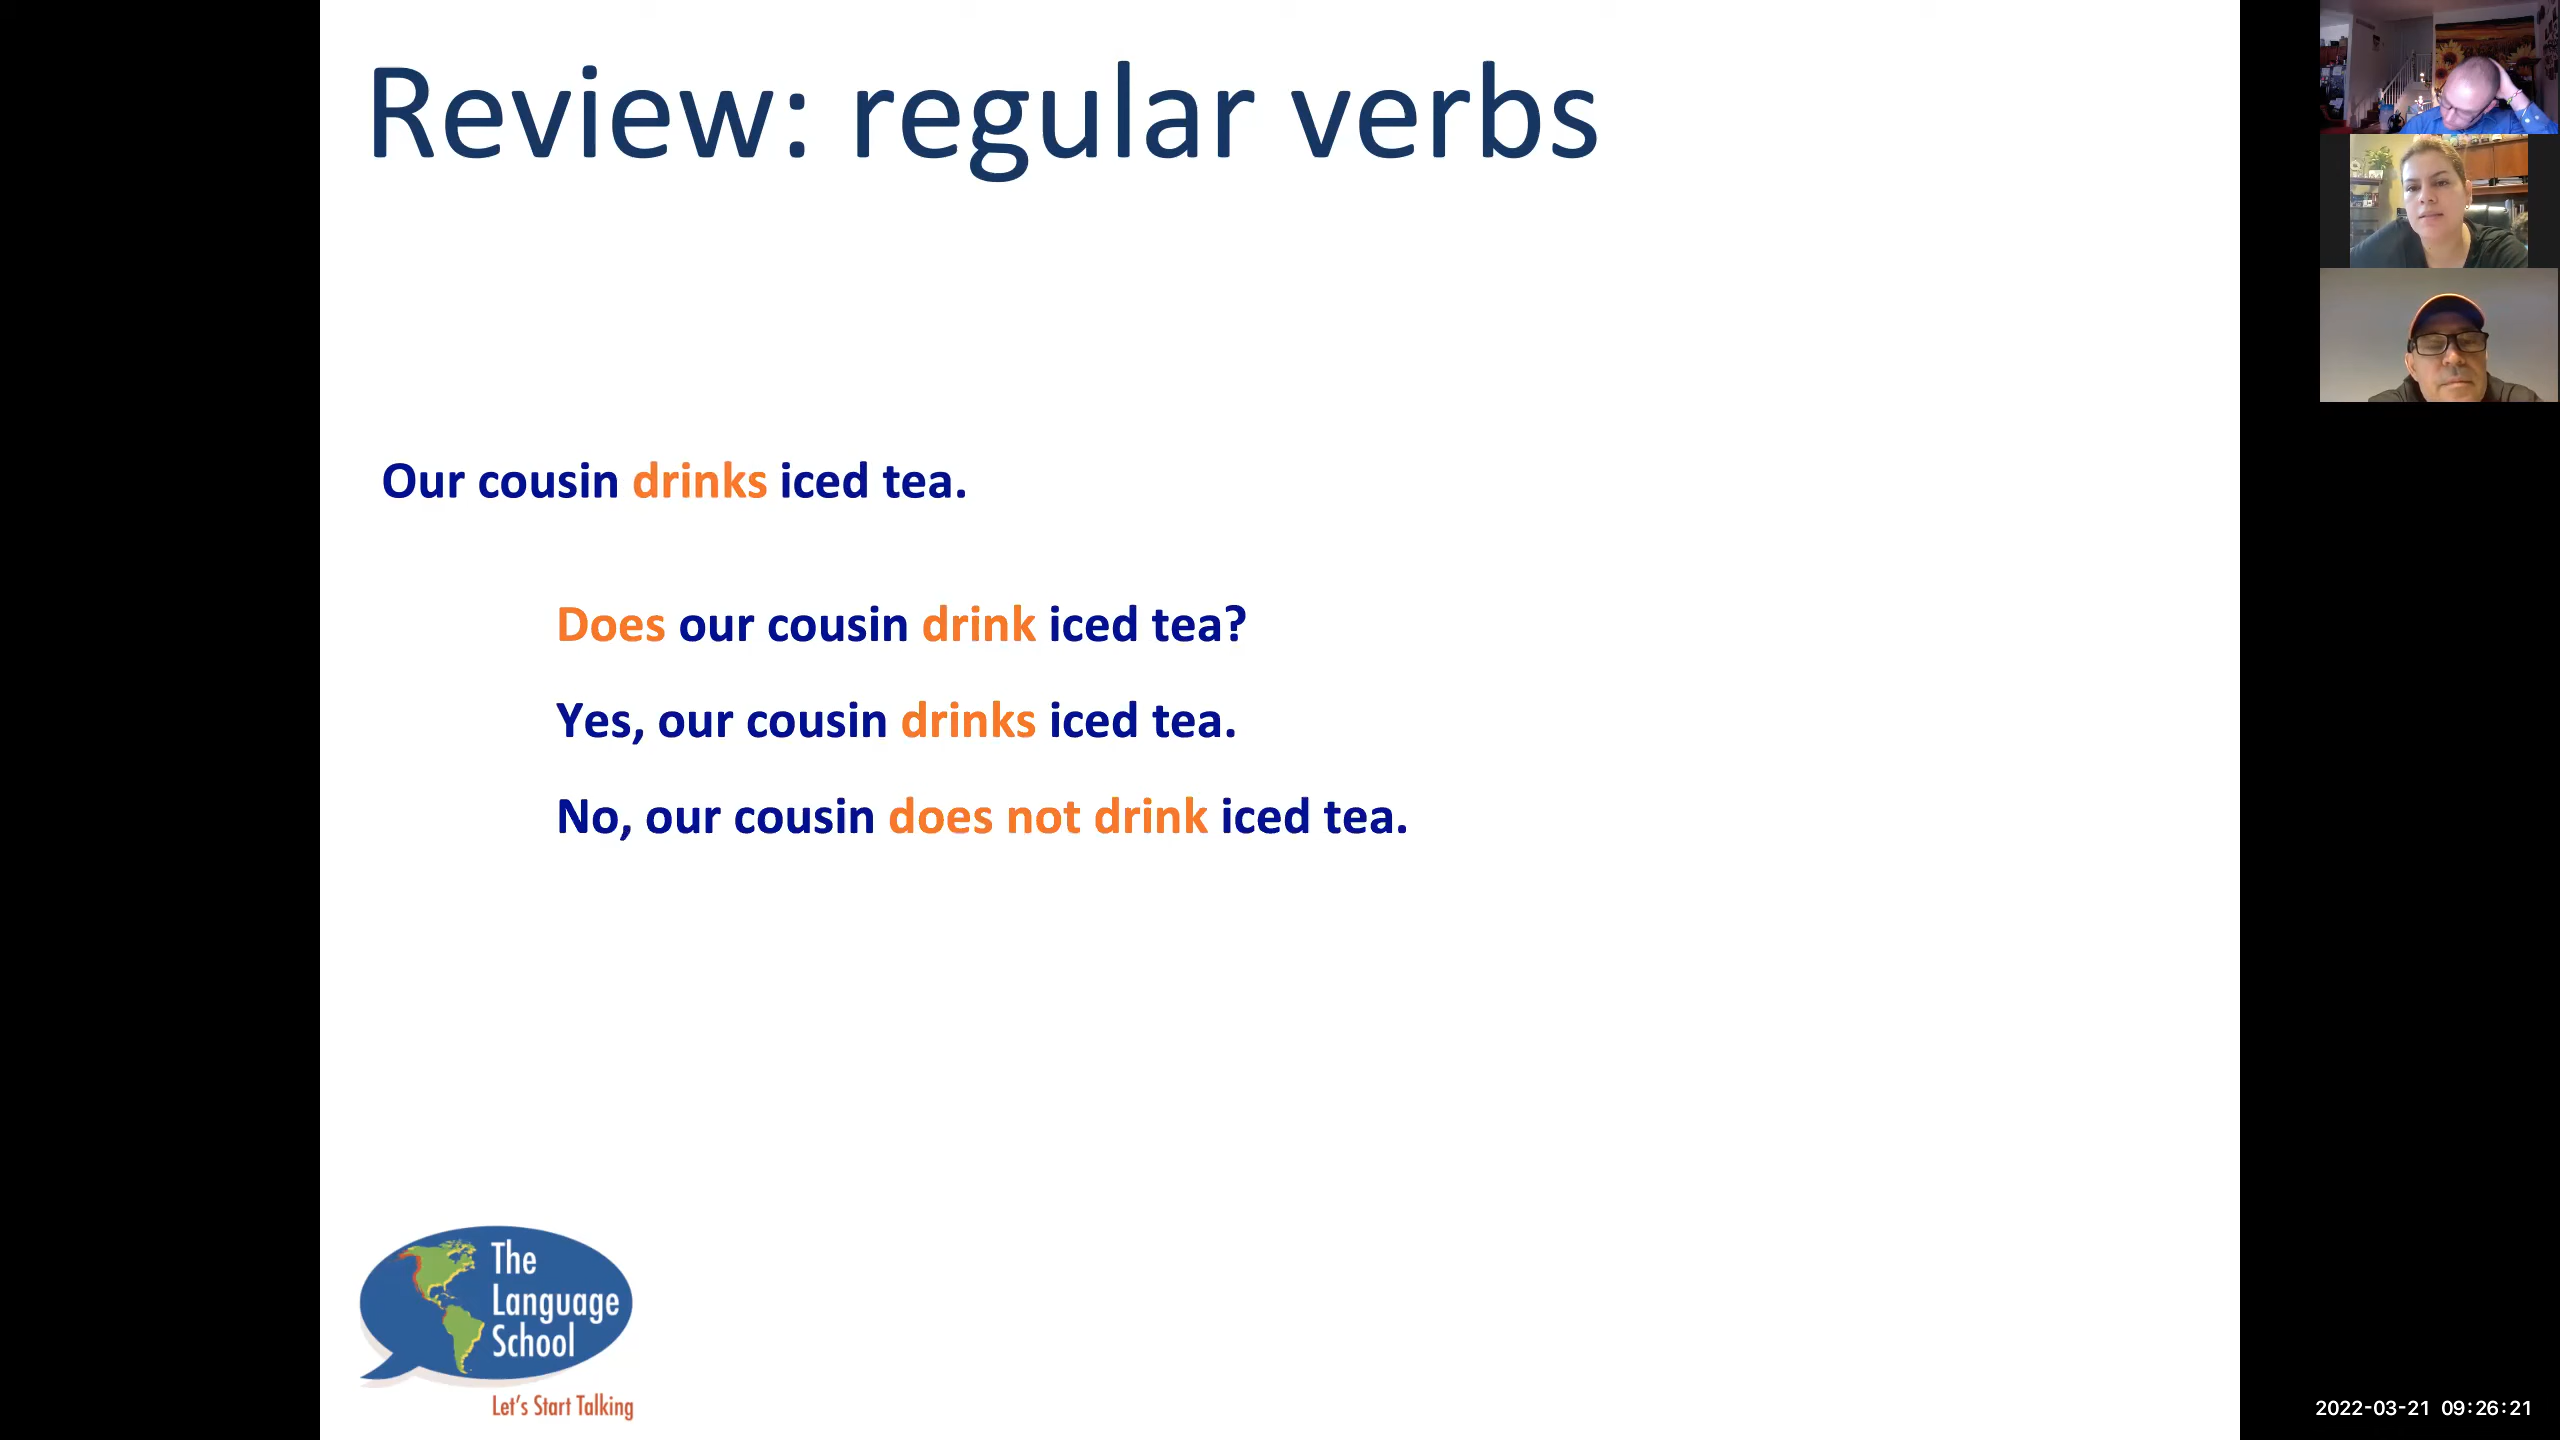 Review: regular verbs
Our cousin drinks iced tea.
Does our cousin drink iced tea?
Yes, our cousin drinks iced tea.
No, our cousin does not drink iced tea.
The
Language
School
Let's Start Talking
2022-03-21 09:26:21